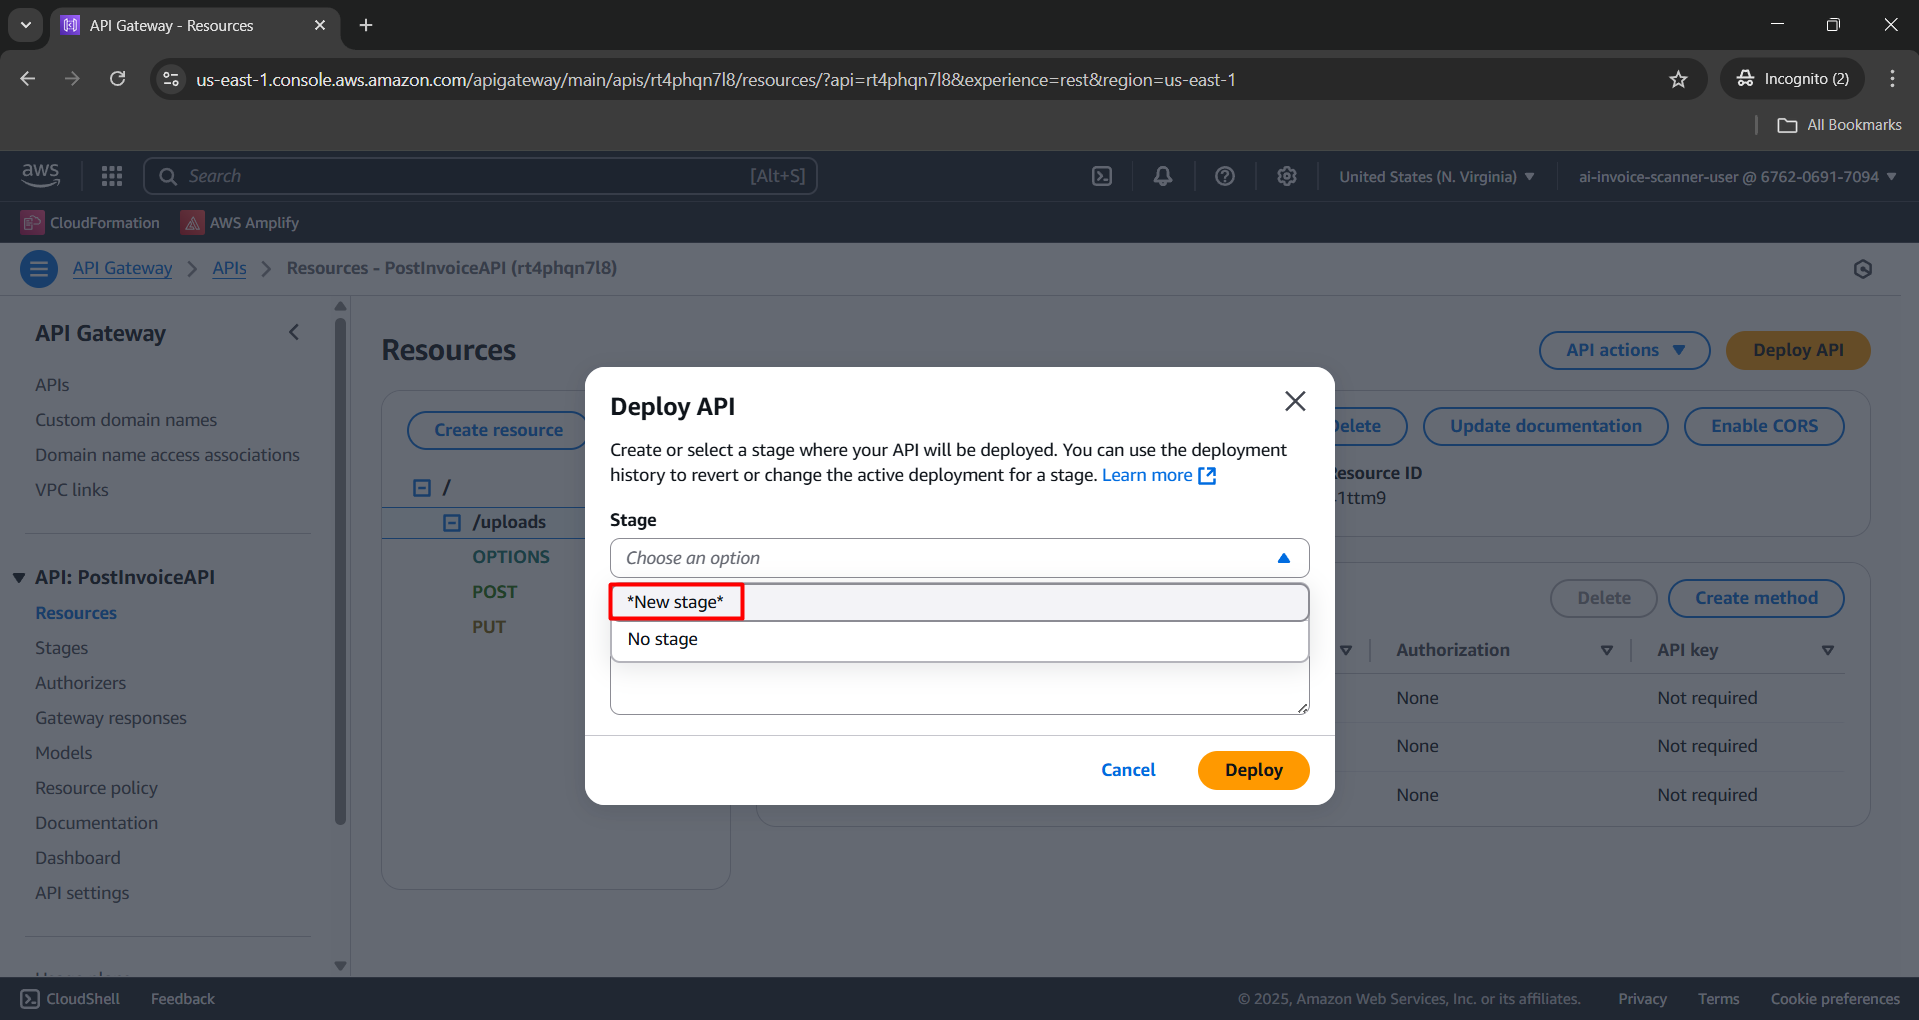 API Gateway - Resources
us-east-1.console.aws.amazon.com/apigateway/main/apis/rt4phqn7l8/resources/?api=rt4phqn7l8&experience=rest&region=us-east-1
Incognito (2)
All Bookmarks
aws
Search
[Alt+S]
United States (N. Virginia)
ai-invoice-scanner-user @ 6762-0691-7094
CloudFormation
AWS Amplify
API Gateway
APIs
Resources - PostInvoiceAPI (rt4phqn7l8)
API Gateway
APIs
Custom domain names
Domain name access associations
VPC links
API: PostInvoiceAPI
Resources
Stages
Authorizers
Gateway responses
Models
Resource policy
Documentation
Dashboard
API settings
Resources
API actions
Deploy API
Create resource
/
/uploads
OPTIONS
POST
PUT
Update documentation
Enable CORS
Resource ID
1ttm9
Delete
Create method
Authorization
API key
None
Not required
None
Not required
None
Not required
Deploy API
Create or select a stage where your API will be deployed. You can use the deployment
history to revert or change the active deployment for a stage. Learn more
Stage
Choose an option
*New stage*
No stage
Cancel
Deploy
CloudShell
Feedback
© 2025, Amazon Web Services, Inc. or its affiliates.
Privacy
Terms
Cookie preferences